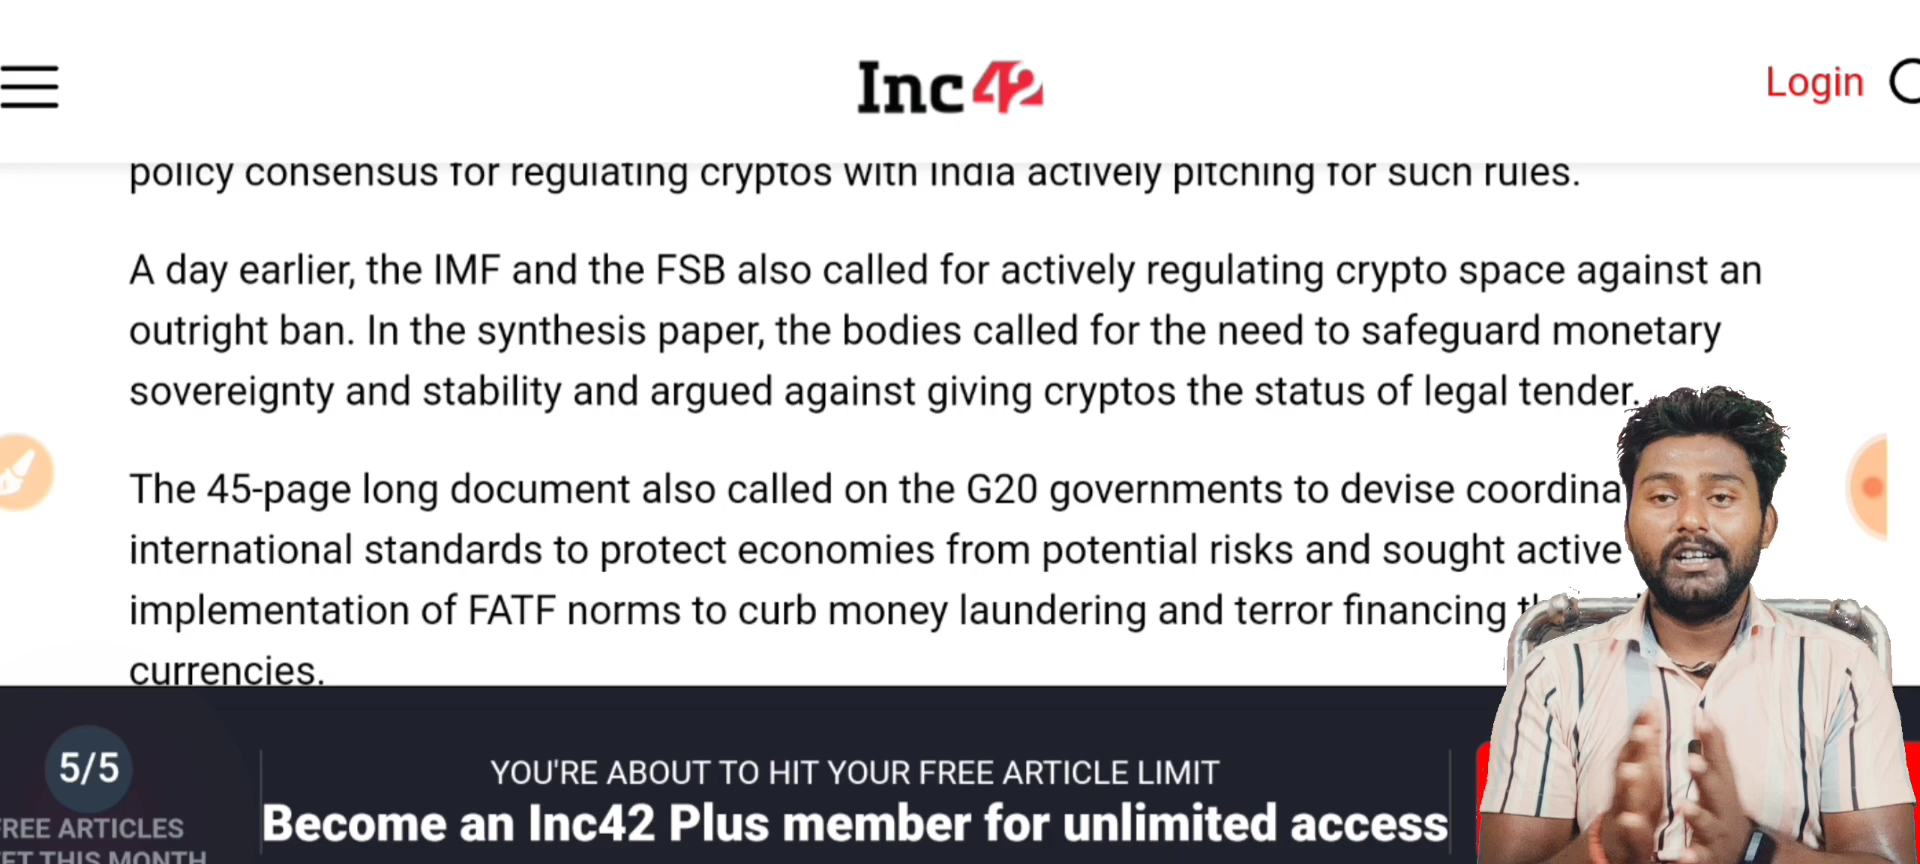 Inc42
Login
policy consensus for regulating cryptos with India actively pitching for such rules.
A day earlier, the IMF and the FSB also called for actively regulating crypto space against an
outright ban. In the synthesis paper, the bodies called for the need to safeguard monetary
sovereignty and stability and argued against giving cryptos the status of legal tender.
The 45-page long document also called on the G20 governments to devise coordina
international standards to protect economies from potential risks and sought active
implementation of FATF norms to curb money laundering and terror financing
currencies.
5/5
REE ARTICLES
ET THIS MONTH
YOU'RE ABOUT TO HIT YOUR FREE ARTICLE LIMIT
Become an Inc42 Plus member for unlimited access